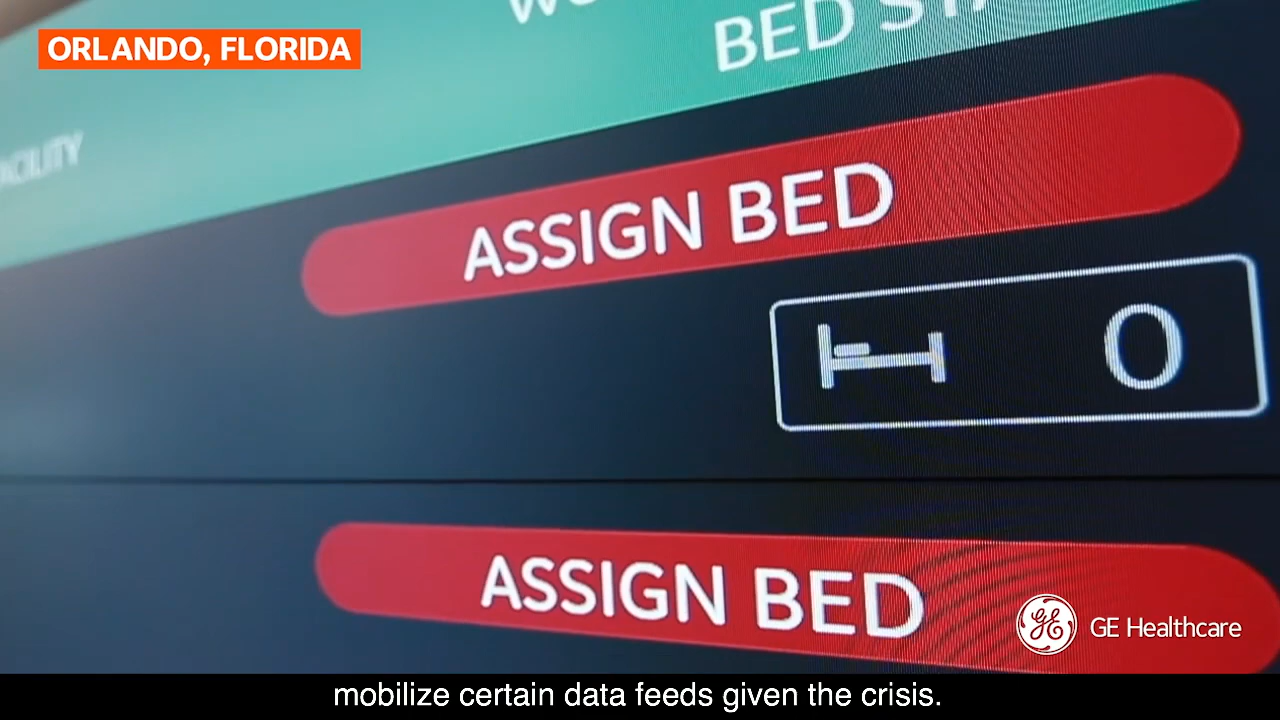 ORLANDO, FLORIDA
BED
ASSIGN BED
0
ASSIGN BED
GE Healthcare
mobilize certain data feeds given the crisis.